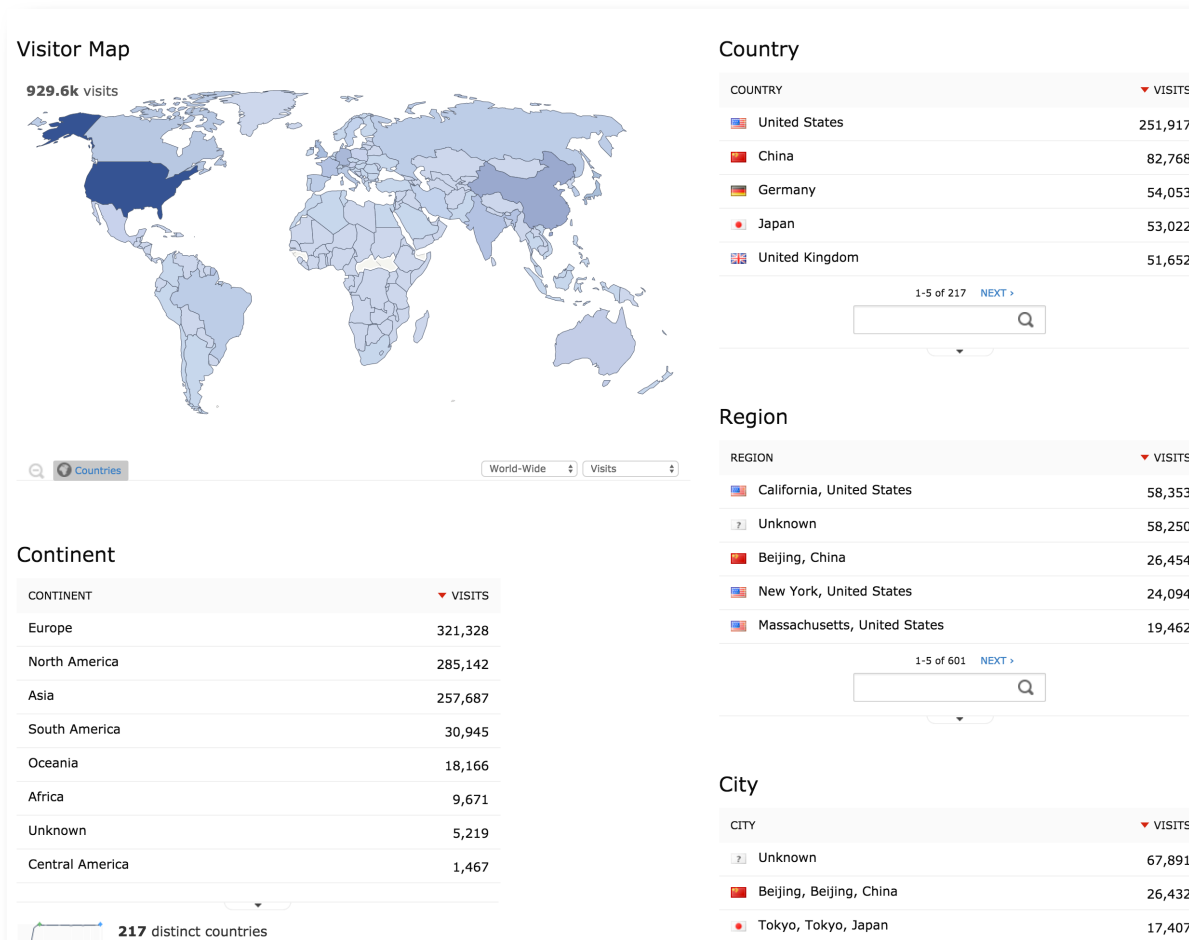 Visitor Map
929.6k visits
Countries
World-Wide
Visits
Continent
CONTINENT VISITS
Europe 321,328
North America 285,142
Asia 257,687
South America 30,945
Oceania 18,166
Africa 9,671
Unknown 5,219
Central America 1,467
217 distinct countries
Country
COUNTRY VISITS
United States 251,917
China 82,768
Germany 54,053
Japan 53,022
United Kingdom 51,652
1-5 of 217 NEXT ›
Region
REGION VISITS
California, United States 58,353
? Unknown 58,250
Beijing, China 26,454
New York, United States 24,094
Massachusetts, United States 19,462
1-5 of 601 NEXT ›
City
CITY VISITS
? Unknown 67,891
Beijing, Beijing, China 26,432
Tokyo, Tokyo, Japan 17,407